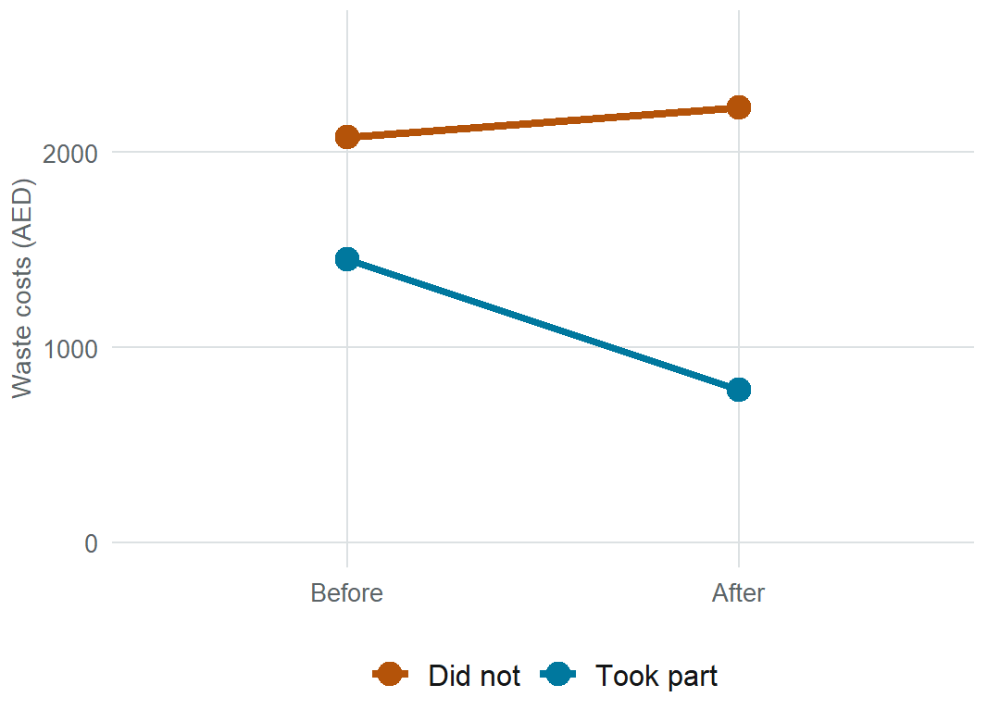 Waste costs (AED)
2000
1000
0
Before After
Did not Took part